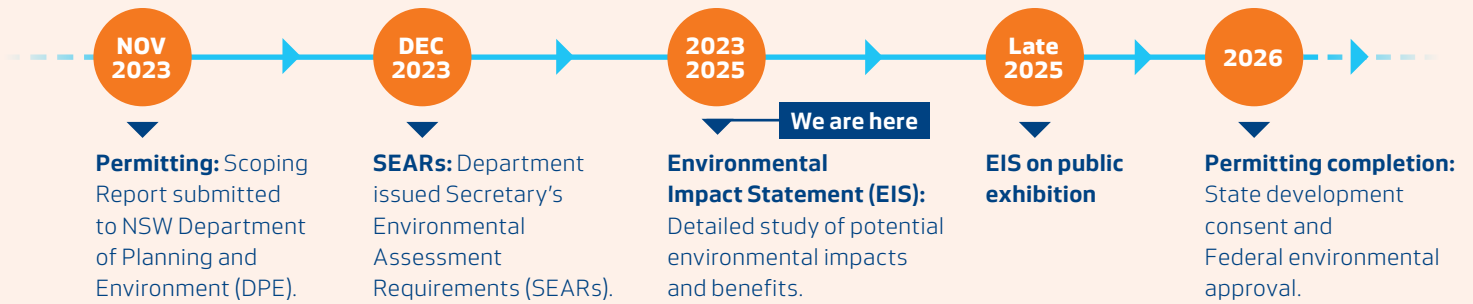 NOV
2023
DEC
2023
2023
2025
Late
2025
2026
We are here
Permitting: Scoping
Report submitted
to NSW Department
of Planning and
Environment (DPE).
SEARs: Department
issued Secretary's
Environmental
Assessment
Requirements (SEARs).
Environmental
Impact Statement (EIS):
Detailed study of potential
environmental impacts
and benefits.
EIS on public
exhibition
Permitting completion:
State development
consent and
Federal environmental
approval.